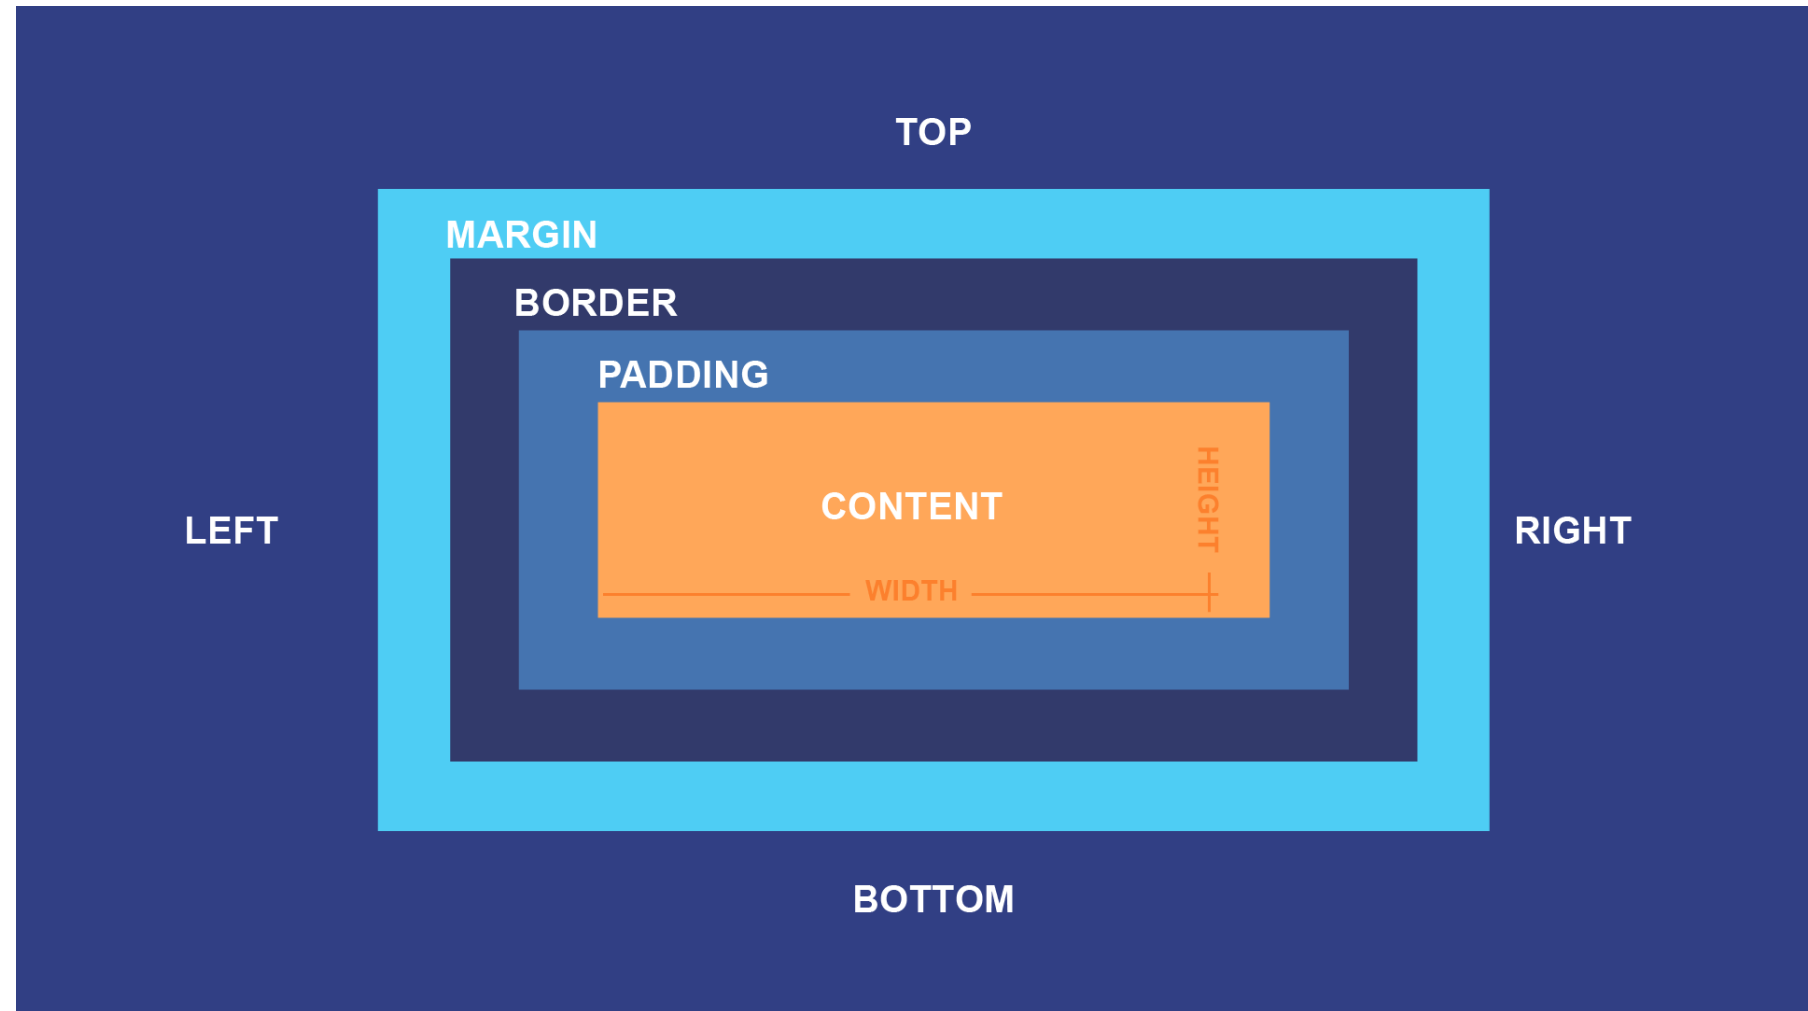 TOP
MARGIN
BORDER
PADDING
HEIGHT
CONTENT
LEFT
RIGHT
WIDTH
BOTTOM